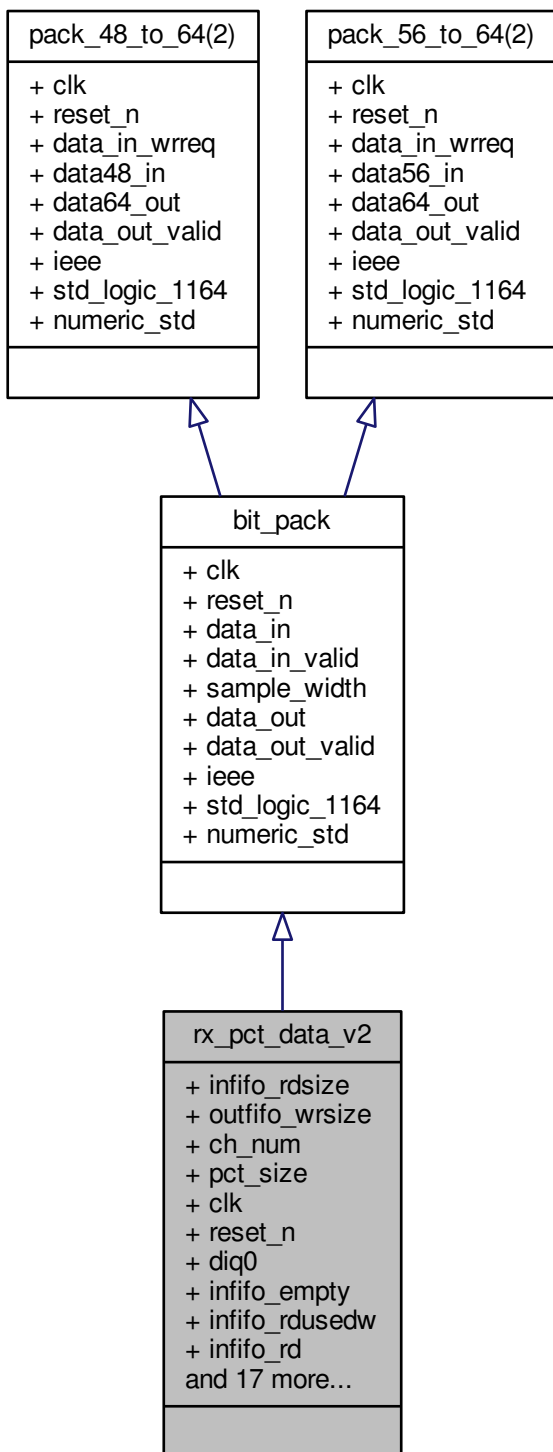 pack_48_to_64(2)
+ clk
+ reset_n
+ data_in_wrreq
+ data48_in
+ data64_out
+ data_out_valid
+ ieee
+ std_logic_1164
+ numeric_std
pack_56_to_64(2)
+ clk
+ reset_n
+ data_in_wrreq
+ data56_in
+ data64_out
+ data_out_valid
+ ieee
+ std_logic_1164
+ numeric_std
bit_pack
+ clk
+ reset_n
+ data_in
+ data_in_valid
+ sample_width
+ data_out
+ data_out_valid
+ ieee
+ std_logic_1164
+ numeric_std
rx_pct_data_v2
+ infifo_rdsize
+ outfifo_wrsize
+ ch_num
+ pct_size
+ clk
+ reset_n
+ diq0
+ infifo_empty
+ infifo_rdusedw
+ infifo_rd
and 17 more...